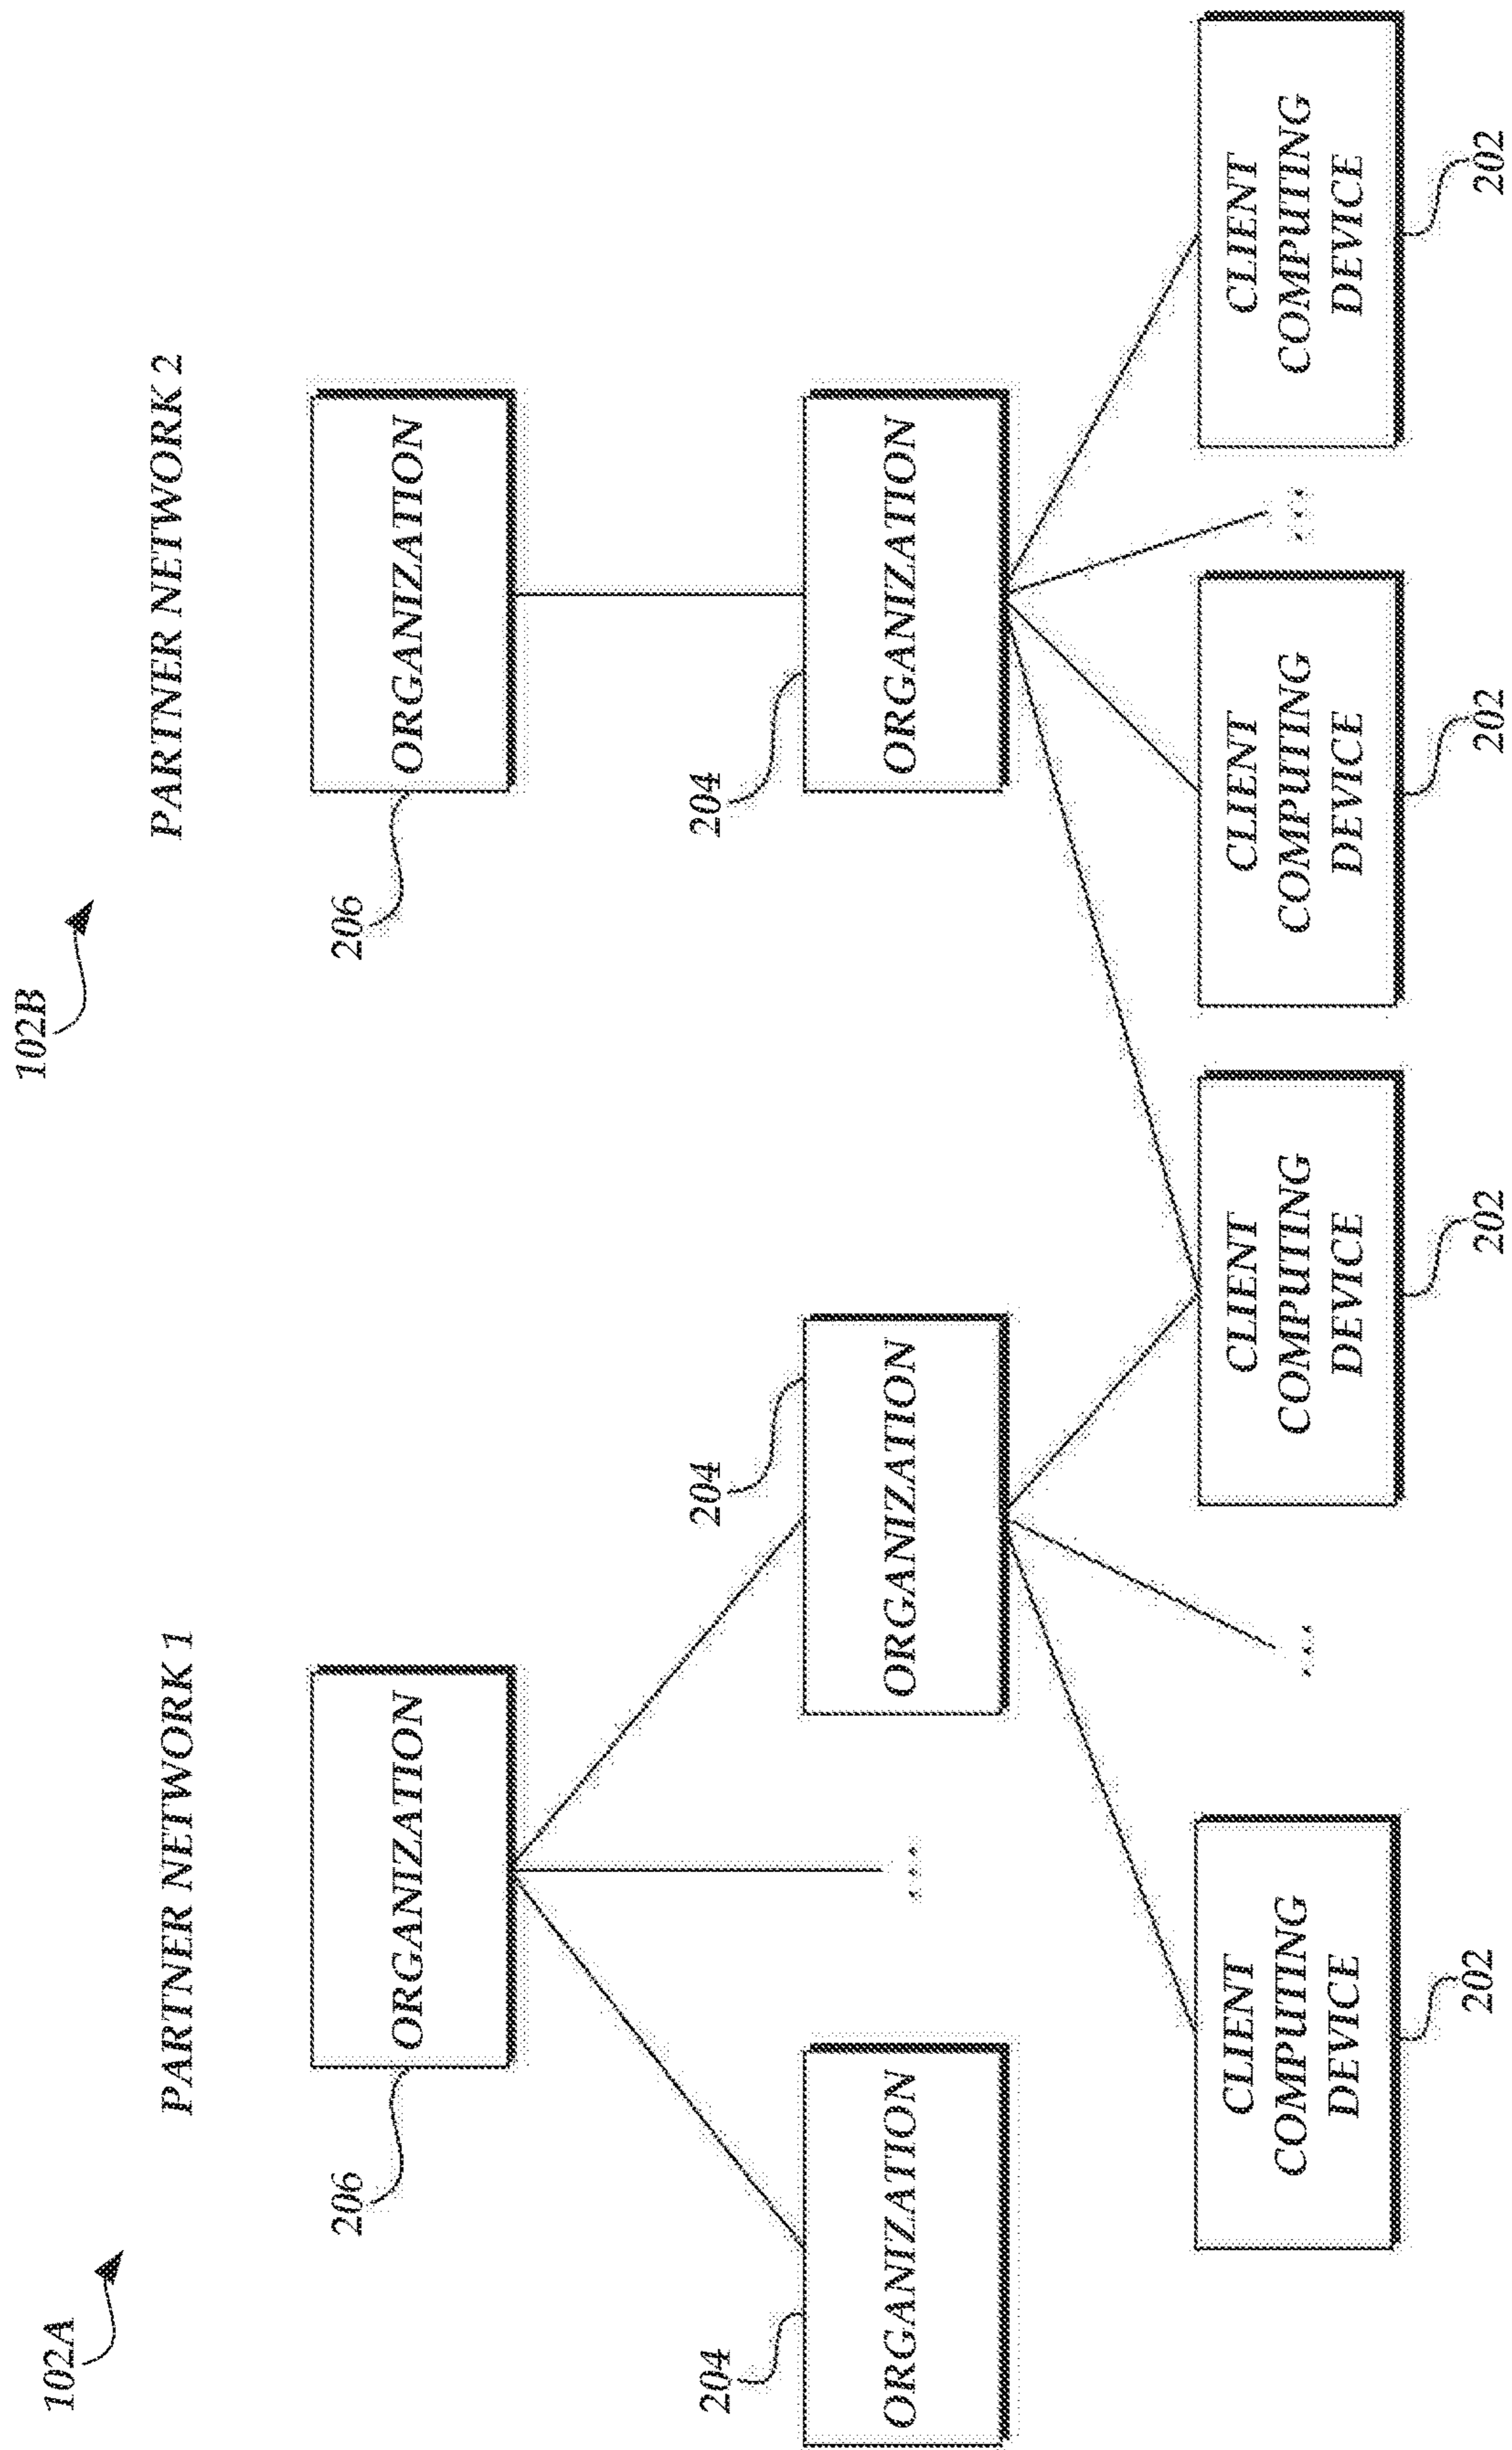 102A
102B
PARTNER NETWORK 1
PARTNER NETWORK 2
206
ORGANIZATION
206
ORGANIZATION
204
204
204
ORGANIZATION
ORGANIZATION
ORGANIZATION
...
CLIENT
COMPUTING
DEVICE
...
CLIENT
COMPUTING
DEVICE
CLIENT
COMPUTING
DEVICE
...
CLIENT
COMPUTING
DEVICE
202
202
202
202